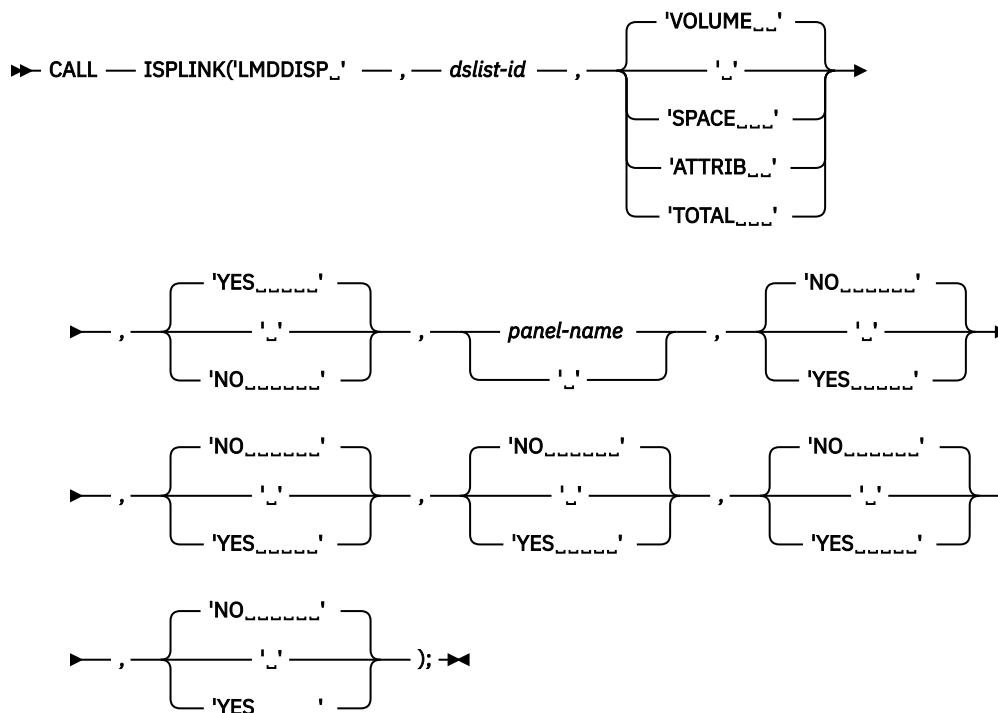 'VOLUME␣␣'
CALL ISPLINK('LMDDISP␣' , dslist-id , '␣'
'SPACE␣␣␣'
'ATTRIB␣␣'
'TOTAL␣␣␣'
'YES␣␣␣␣␣' 'NO␣␣␣␣␣␣'
, '␣' , panel-name , '␣'
'NO␣␣␣␣␣␣' '␣' 'YES␣␣␣␣␣'
'NO␣␣␣␣␣␣' 'NO␣␣␣␣␣␣' 'NO␣␣␣␣␣␣'
, '␣' , '␣' , '␣'
'YES␣␣␣␣␣' 'YES␣␣␣␣␣' 'YES␣␣␣␣␣'
'NO␣␣␣␣␣␣'
, '␣' );
'YES '